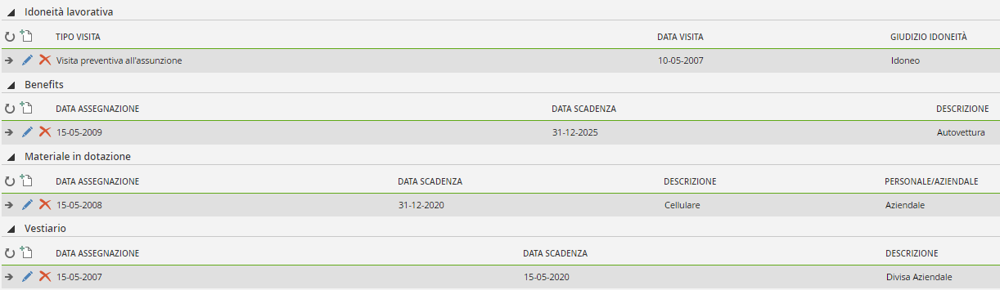 Idoneità lavorativa
TIPO VISITA DATA VISITA GIUDIZIO IDONEITÀ
Visita preventiva all'assunzione 10-05-2007 Idoneo
Benefits
DATA ASSEGNAZIONE DATA SCADENZA DESCRIZIONE
15-05-2009 31-12-2025 Autovettura
Materiale in dotazione
DATA ASSEGNAZIONE DATA SCADENZA DESCRIZIONE PERSONALE/AZIENDALE
15-05-2008 31-12-2020 Cellulare Aziendale
Vestiario
DATA ASSEGNAZIONE DATA SCADENZA DESCRIZIONE
15-05-2007 15-05-2020 Divisa Aziendale